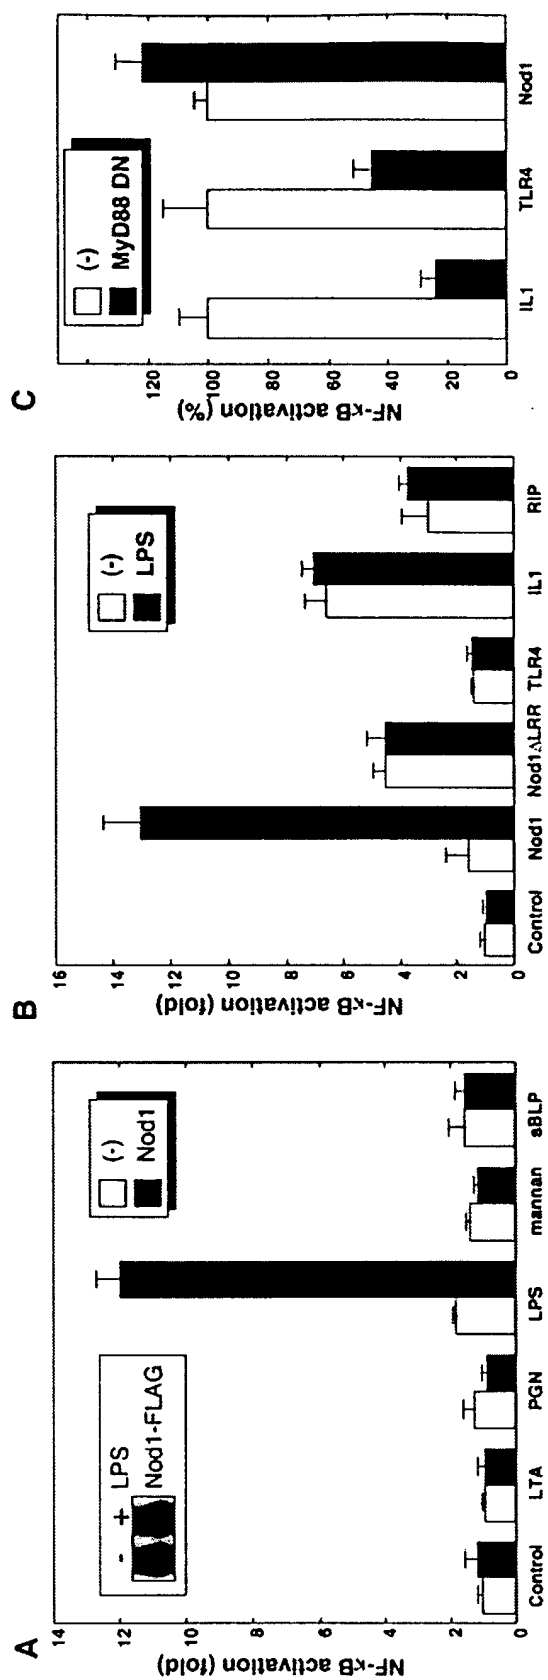 A
NF-κB activation (fold)
14
12
10
8
6
4
2
0
- + LPS
Nod1-FLAG
(-)
Nod1
Control LTA PGN LPS mannan sBLP
B
NF-κB activation (fold)
16
14
12
10
8
6
4
2
0
(-)
LPS
Control Nod1 Nod1ΔLRR TLR4 IL1 RIP
C
NF-κB activation (%)
120
100
80
60
40
20
0
(-)
MyD88 DN
IL1 TLR4 Nod1